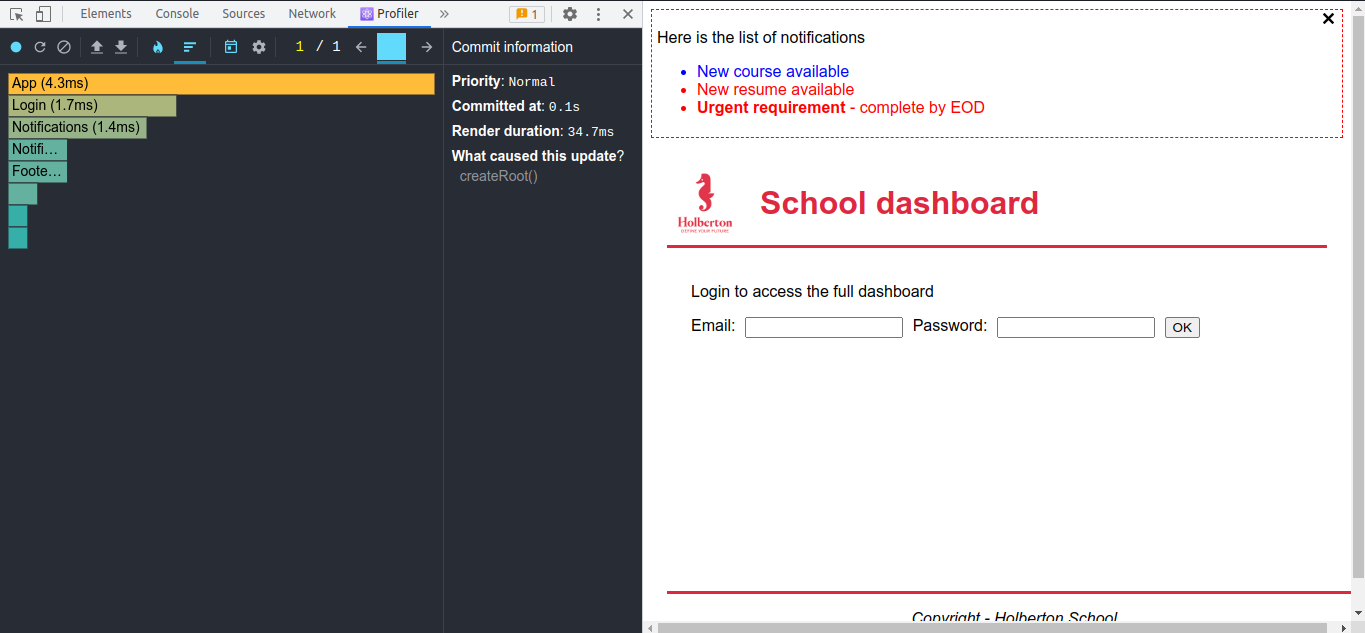 Elements Console Sources Network Profiler » 1
1 / 1
Commit information
App (4.3ms)
Login (1.7ms)
Notifications (1.4ms)
Notifi…
Foote…
Priority: Normal
Committed at: 0.1s
Render duration: 34.7ms
What caused this update?
createRoot()
Here is the list of notifications
New course available
New resume available
Urgent requirement - complete by EOD
Holberton
DEFINE YOUR FUTURE
School dashboard
Login to access the full dashboard
Email: Password: OK
Copyright - Holberton School